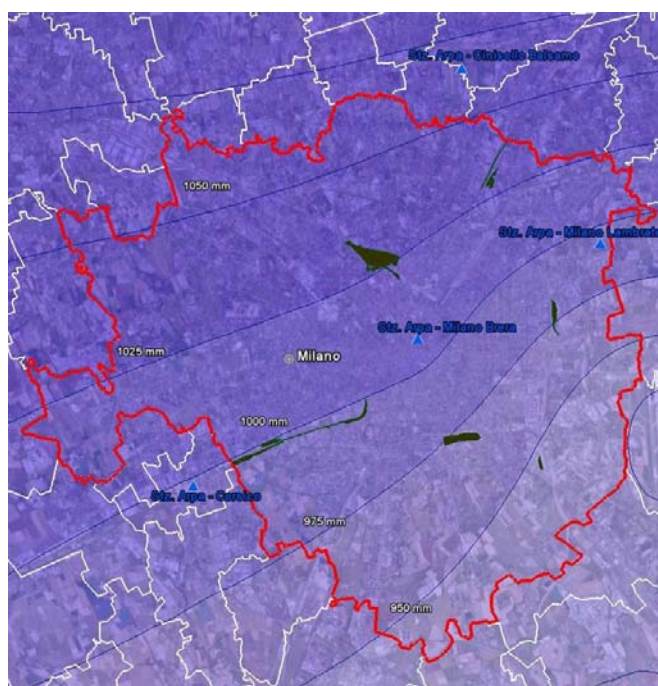 Stz. Arpa - Cinisello Balsamo
1050 mm
Stz. Arpa - Milano Lambrate
Stz. Arpa - Milano Brera
1025 mm
Milano
1000 mm
Stz. Arpa - Corsico
975 mm
950 mm